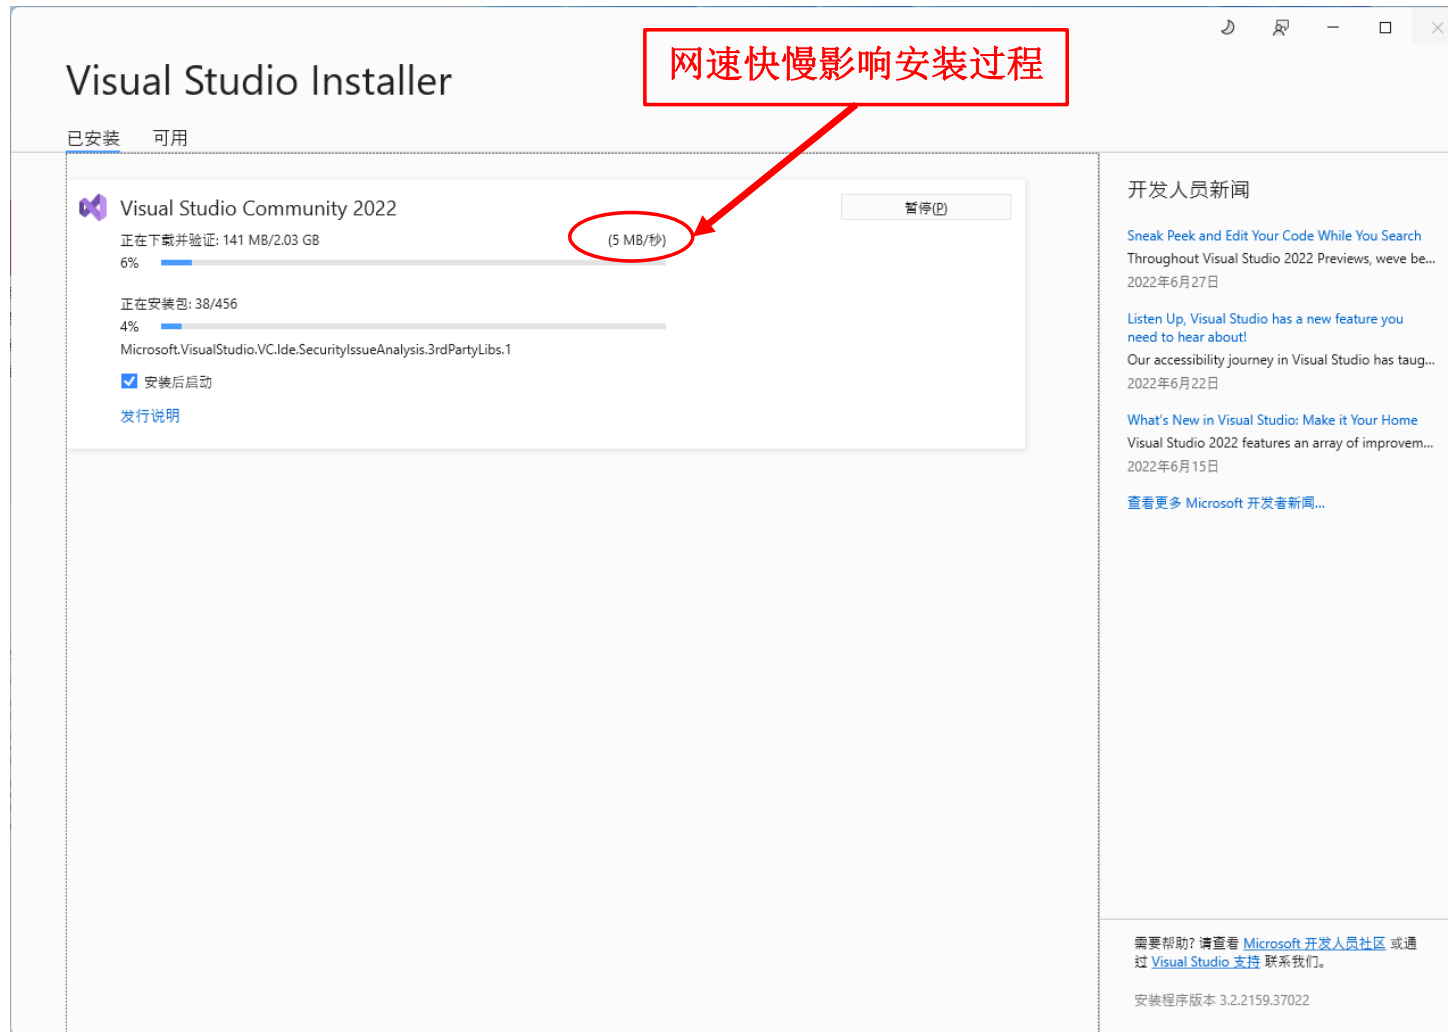 网速快慢影响安装过程
Visual Studio Installer
已安装 可用
Visual Studio Community 2022
暂停(P)
正在下载并验证: 141 MB/2.03 GB (5 MB/秒)
6%
正在安装包: 38/456
4%
Microsoft.VisualStudio.VC.Ide.SecurityIssueAnalysis.3rdPartyLibs.1
安装后启动
发行说明
开发人员新闻
Sneak Peek and Edit Your Code While You Search
Throughout Visual Studio 2022 Previews, weve be...
2022年6月27日
Listen Up, Visual Studio has a new feature you
need to hear about!
Our accessibility journey in Visual Studio has taug...
2022年6月22日
What's New in Visual Studio: Make it Your Home
Visual Studio 2022 features an array of improvem...
2022年6月15日
查看更多 Microsoft 开发者新闻...
需要帮助? 请查看 Microsoft 开发人员社区 或通
过 Visual Studio 支持 联系我们。
安装程序版本 3.2.2159.37022